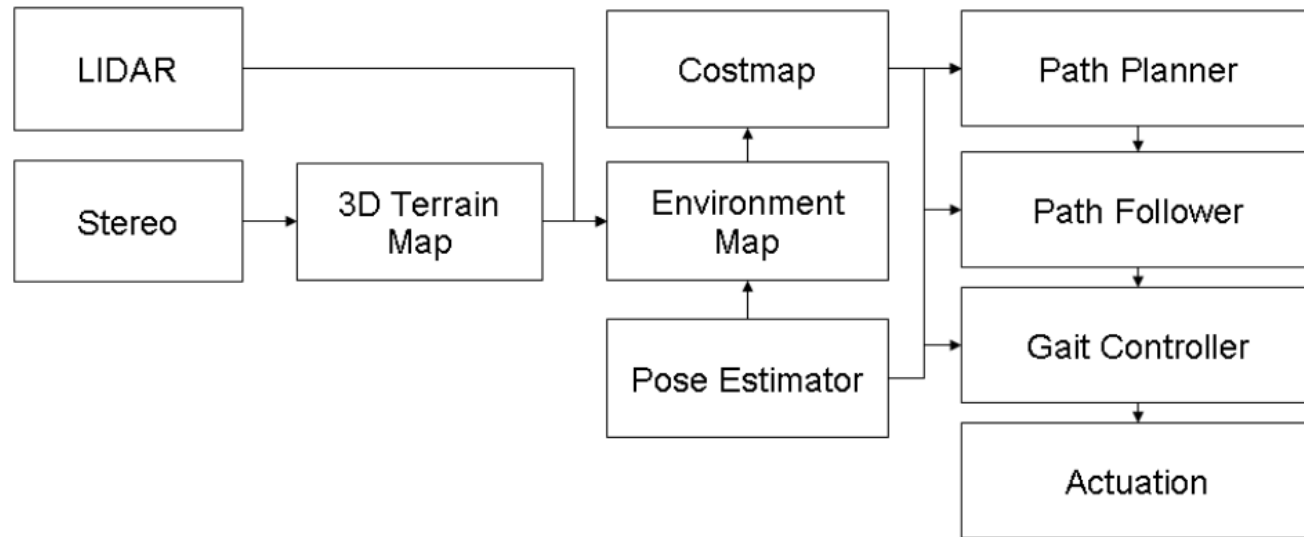 LIDAR
Costmap
Path Planner
Stereo
3D Terrain
Map
Environment
Map
Path Follower
Pose Estimator
Gait Controller
Actuation